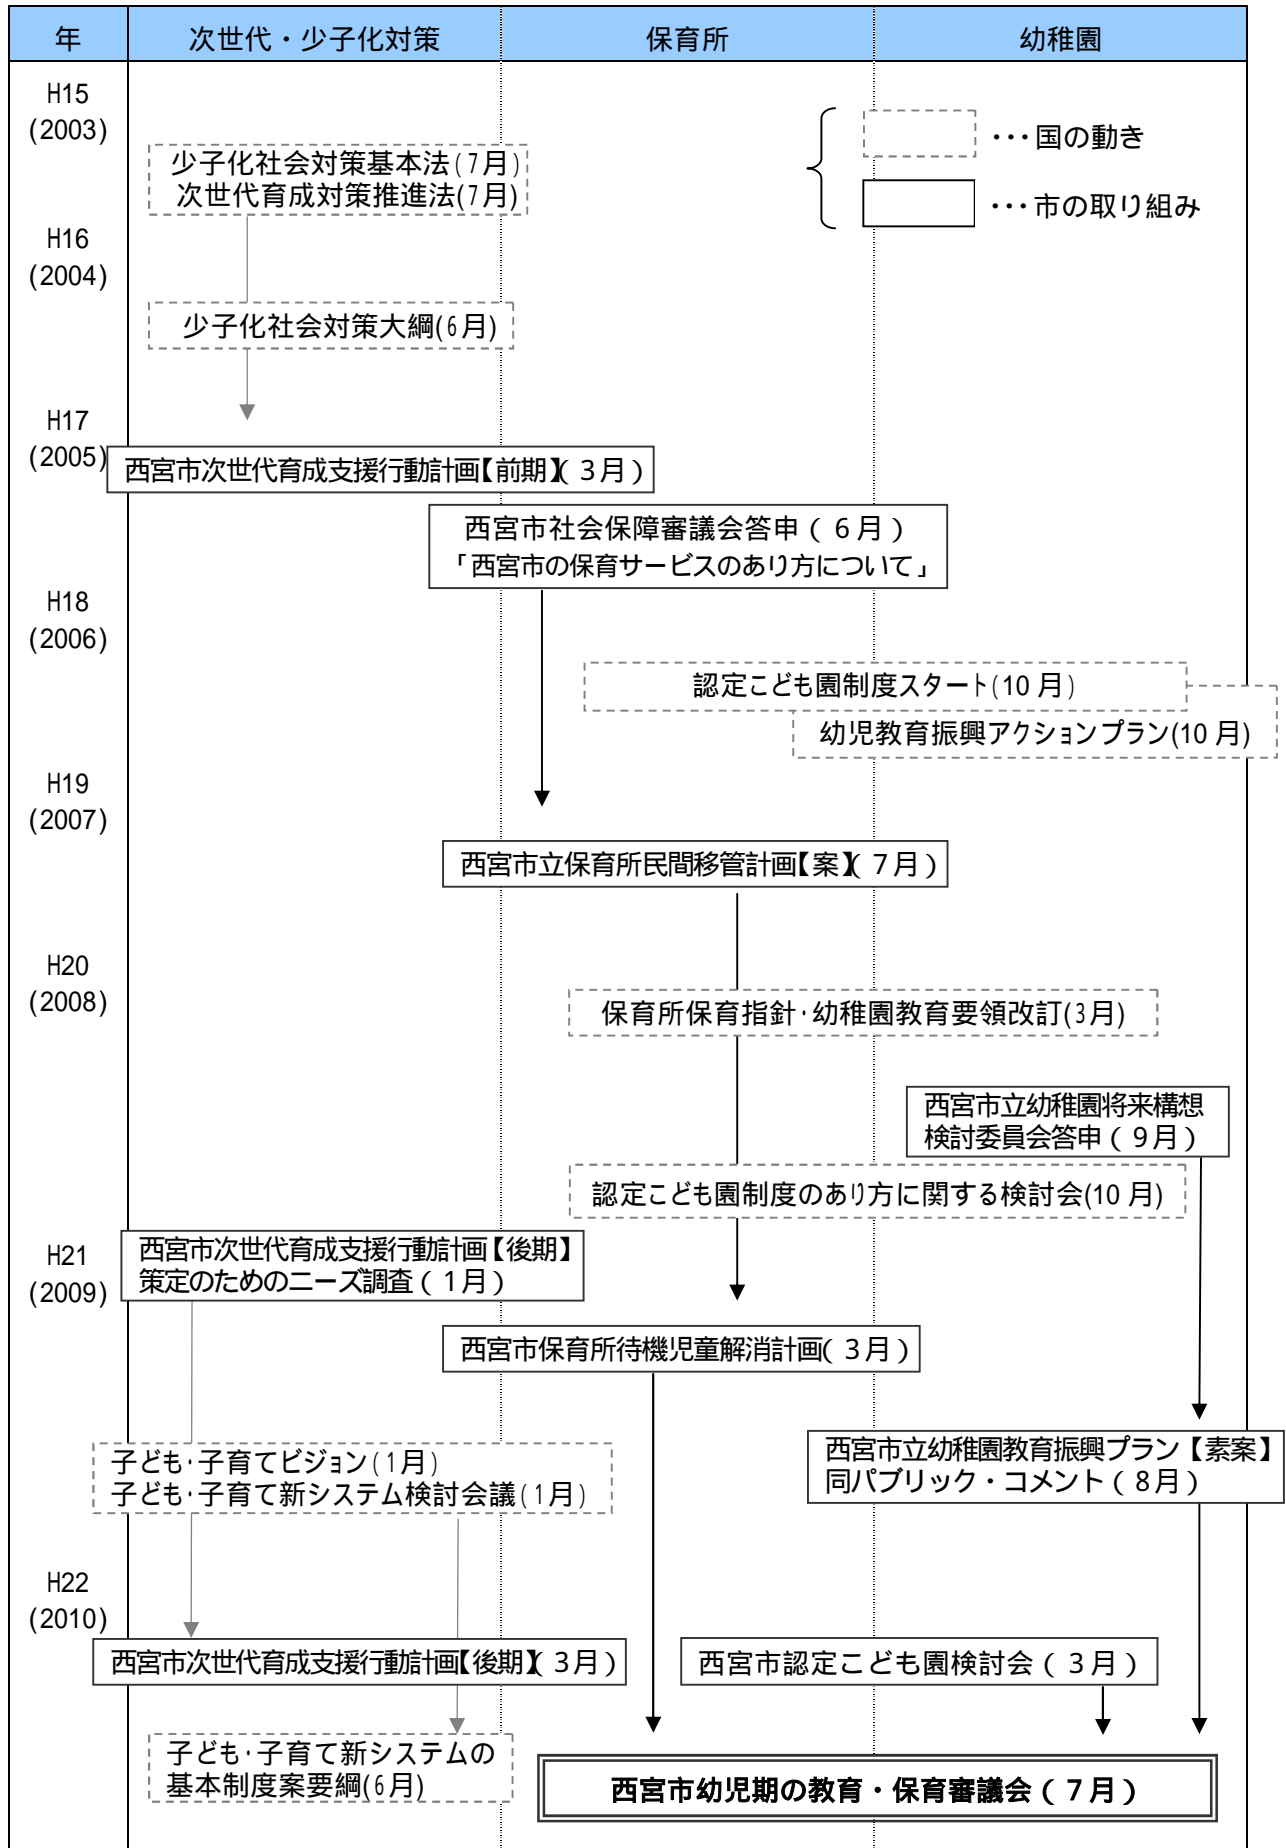 年
次世代・少子化対策
保育所
幼稚園
H15
(2003)
・・・国の動き
・・・市の取り組み
少子化社会対策基本法(7月)
次世代育成対策推進法(7月)
H16
(2004)
少子化社会対策大綱(6月)
H17
(2005)
西宮市次世代育成支援行動計画【前期】(３月)
西宮市社会保障審議会答申(６月)
「西宮市の保育サービスのあり方について」
H18
(2006)
認定こども園制度スタート(10月)
幼児教育振興アクションプラン(10月)
H19
(2007)
西宮市立保育所民間移管計画【案】(７月)
H20
(2008)
保育所保育指針・幼稚園教育要領改訂(3月)
西宮市立幼稚園将来構想
検討委員会答申(９月)
認定こども園制度のあり方に関する検討会(10月)
H21
(2009)
西宮市次世代育成支援行動計画【後期】
策定のためのニーズ調査(１月)
西宮市保育所待機児童解消計画(３月)
子ども・子育てビジョン(1月)
子ども・子育て新システム検討会議(1月)
西宮市立幼稚園教育振興プラン【素案】
同パブリック・コメント(８月)
H22
(2010)
西宮市次世代育成支援行動計画【後期】(３月)
西宮市認定こども園検討会(３月)
子ども・子育て新システムの
基本制度案要綱(6月)
西宮市幼児期の教育・保育審議会(７月)